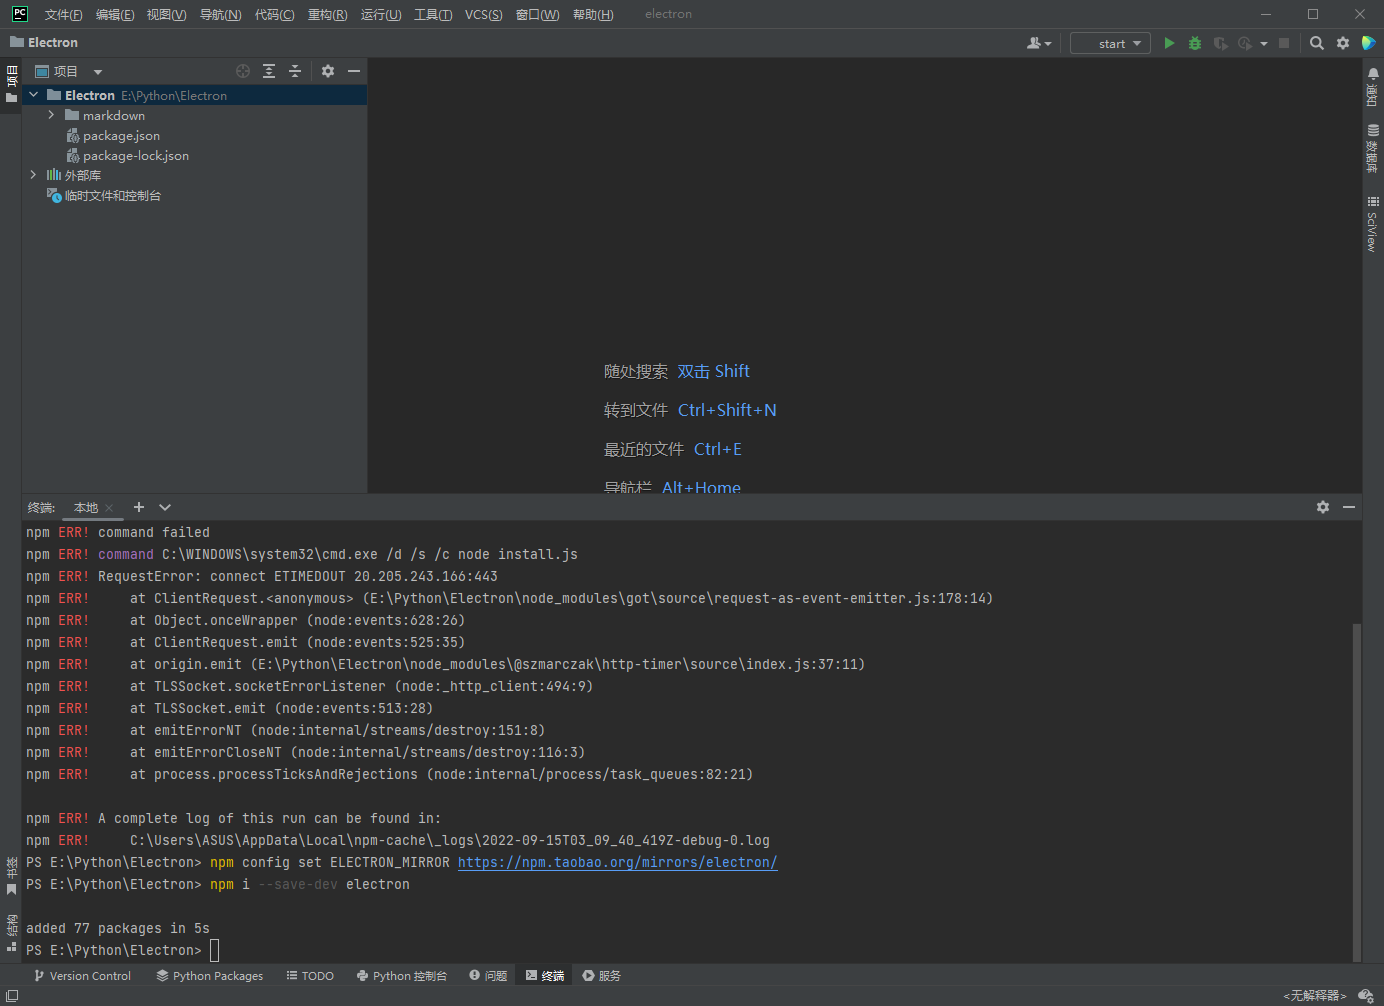 PC 文件(F) 编辑(E) 视图(V) 导航(N) 代码(C) 重构(R) 运行(U) 工具(T) VCS(S) 窗口(W) 帮助(H) electron
Electron start
项目
项目
Electron E:\Python\Electron
markdown
package.json
package-lock.json
外部库
临时文件和控制台
通知
数据库
SciView
随处搜索 双击 Shift
转到文件 Ctrl+Shift+N
最近的文件 Ctrl+E
导航栏 Alt+Home
终端: 本地
npm ERR! command failed
npm ERR! command C:\WINDOWS\system32\cmd.exe /d /s /c node install.js
npm ERR! RequestError: connect ETIMEDOUT 20.205.243.166:443
npm ERR!     at ClientRequest.<anonymous> (E:\Python\Electron\node_modules\got\source\request-as-event-emitter.js:178:14)
npm ERR!     at Object.onceWrapper (node:events:628:26)
npm ERR!     at ClientRequest.emit (node:events:525:35)
npm ERR!     at origin.emit (E:\Python\Electron\node_modules\@szmarczak\http-timer\source\index.js:37:11)
npm ERR!     at TLSSocket.socketErrorListener (node:_http_client:494:9)
npm ERR!     at TLSSocket.emit (node:events:513:28)
npm ERR!     at emitErrorNT (node:internal/streams/destroy:151:8)
npm ERR!     at emitErrorCloseNT (node:internal/streams/destroy:116:3)
npm ERR!     at process.processTicksAndRejections (node:internal/process/task_queues:82:21)
npm ERR! A complete log of this run can be found in:
npm ERR!     C:\Users\ASUS\AppData\Local\npm-cache\_logs\2022-09-15T03_09_40_419Z-debug-0.log
PS E:\Python\Electron> npm config set ELECTRON_MIRROR https://npm.taobao.org/mirrors/electron/
PS E:\Python\Electron> npm i --save-dev electron
added 77 packages in 5s
PS E:\Python\Electron>
书签
结构
Version Control Python Packages TODO Python 控制台 问题 终端 服务
<无解释器>